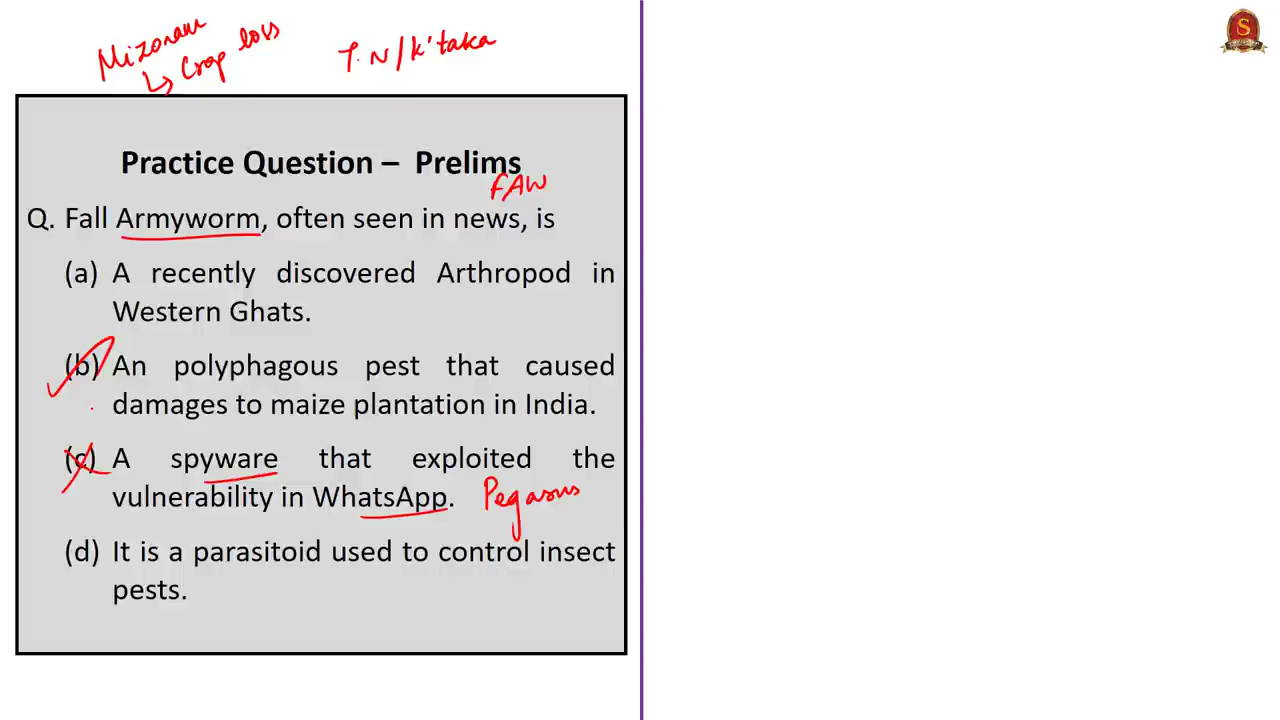 Mizoram
↳ Crop loss
T.N/K'taka
Practice Question – Prelims
FAW
Q. Fall Armyworm, often seen in news, is
(a) A recently discovered Arthropod in
Western Ghats.
(b) An polyphagous pest that caused
damages to maize plantation in India.
(c) A spyware that exploited the
vulnerability in WhatsApp. Pegasus
(d) It is a parasitoid used to control insect
pests.
S